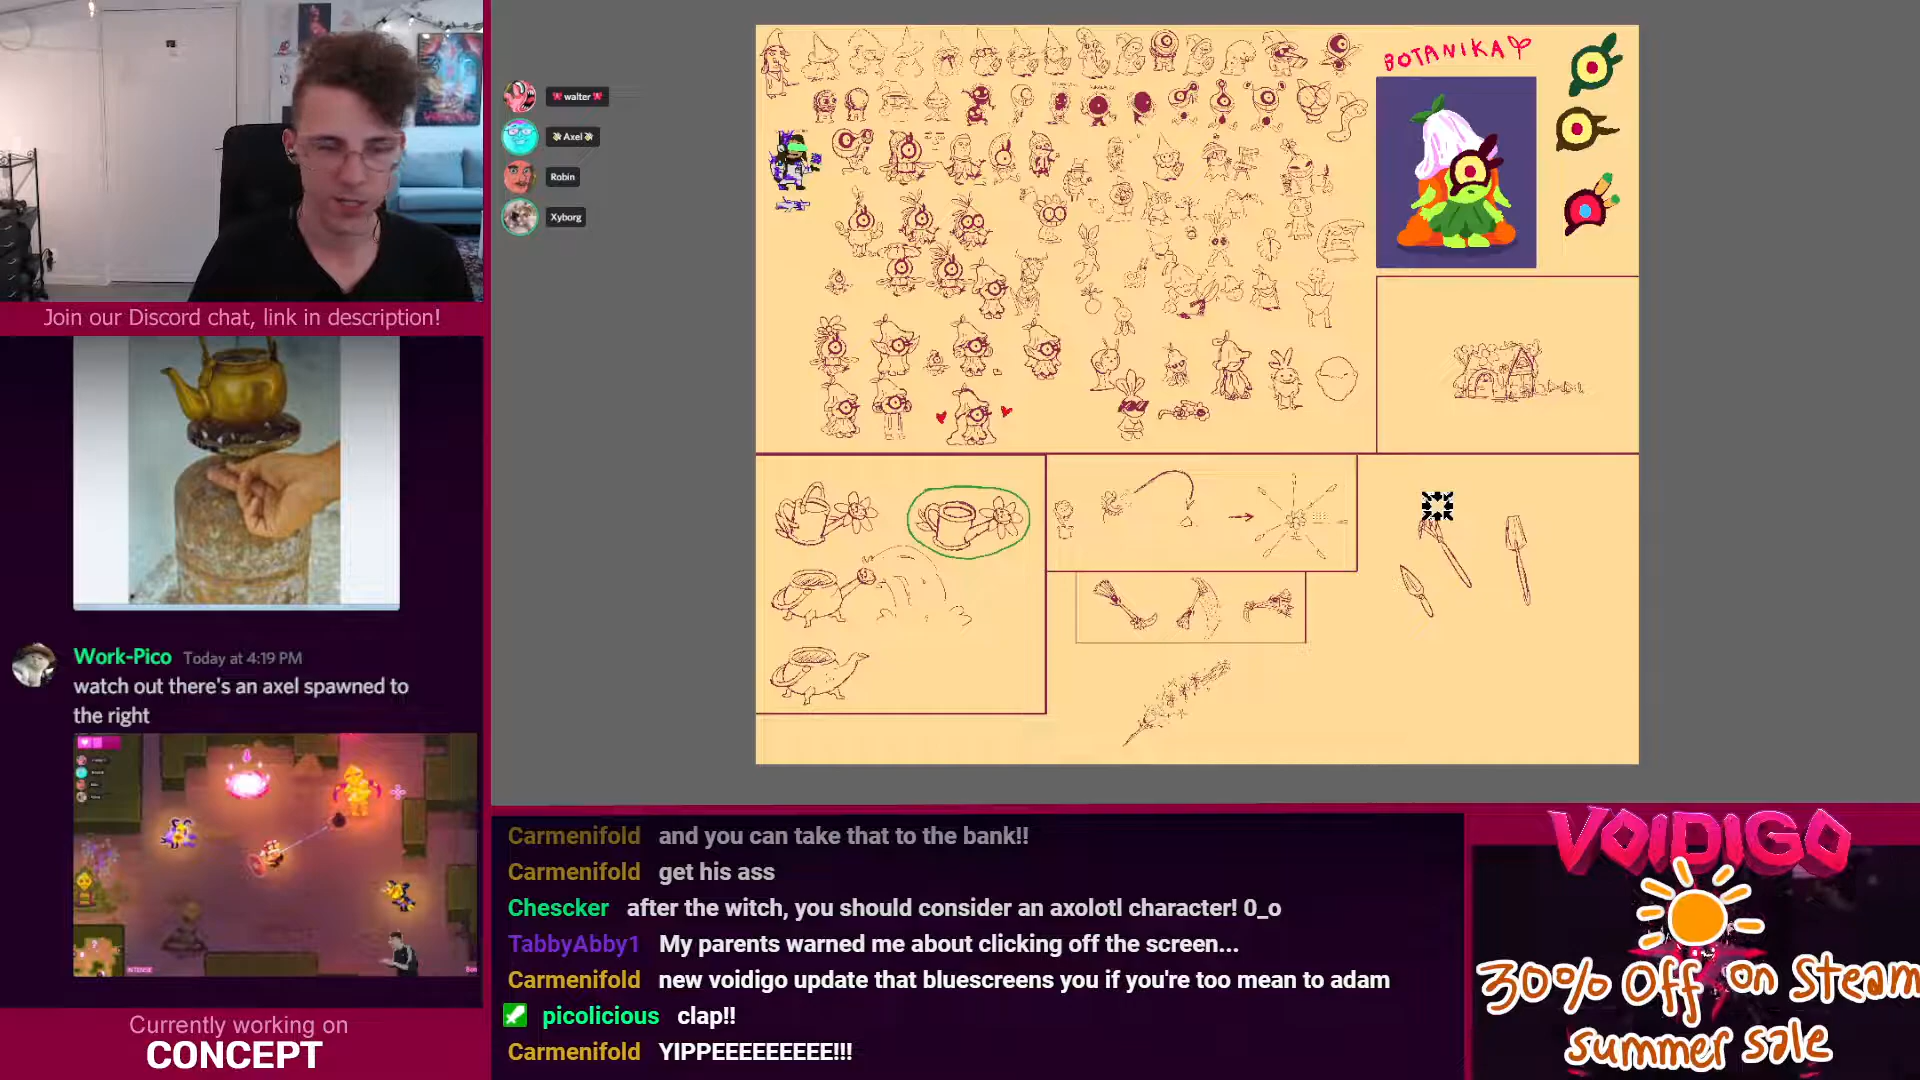 Join our Discord chat, link in description!
Work-Pico Today at 4:19 PM
watch out there's an axel spawned to
the right
INTENSE
Currently working on
CONCEPT
walter
Axel
Robin
Xyborg
BOTANIKA
Carmenifold and you can take that to the bank!!
Carmenifold get his ass
Chescker after the witch, you should consider an axolotl character! 0_o
TabbyAbby1 My parents warned me about clicking off the screen...
Carmenifold new voidigo update that bluescreens you if you're too mean to adam
picolicious clap!!
Carmenifold YIPPEEEEEEEEE!!!
VOIDIGO
30% Off on Steam
summer sale